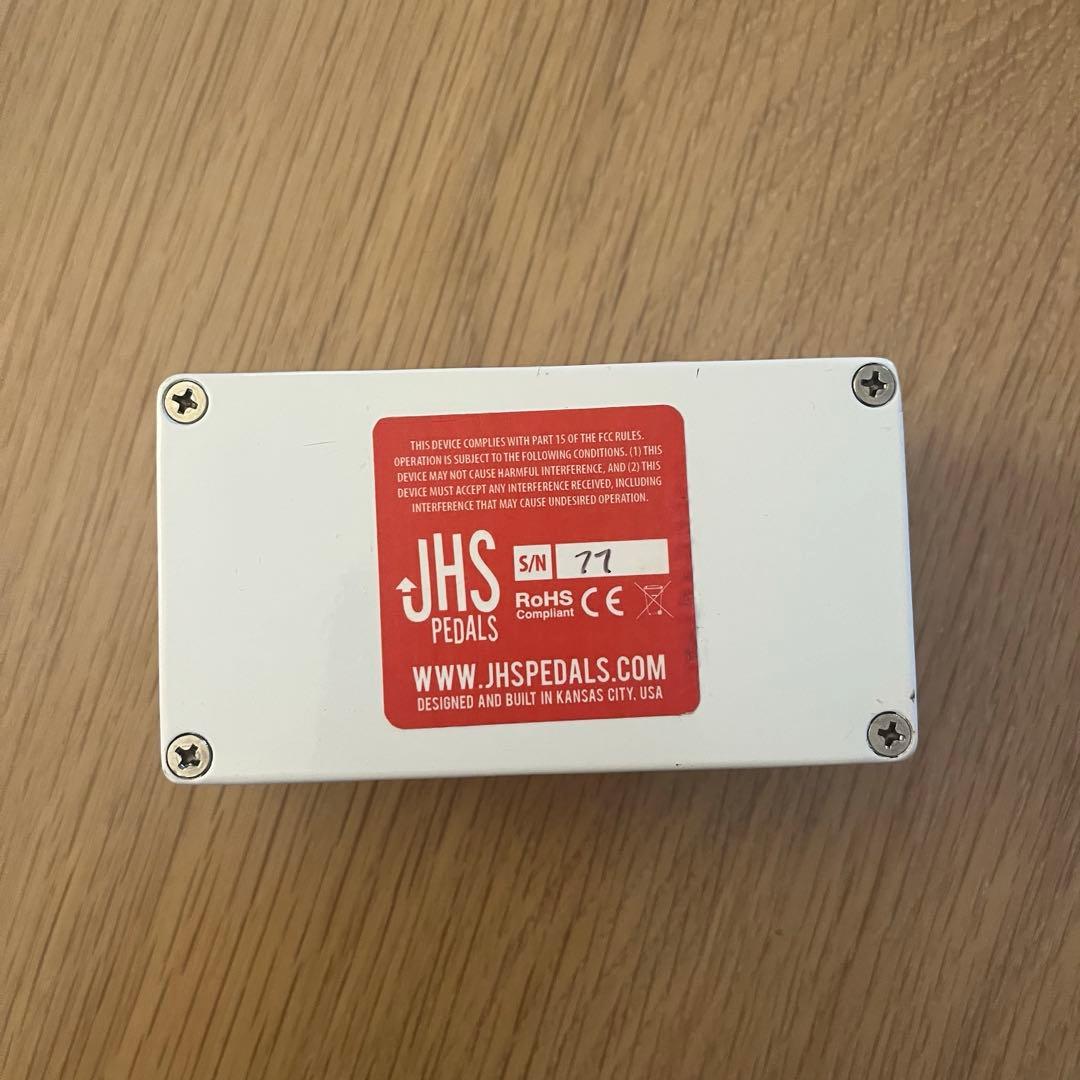 THIS DEVICE COMPLIES WITH PART 15 OF THE FCC RULES.
OPERATION IS SUBJECT TO THE FOLLOWING CONDITIONS. (1) THIS
DEVICE MAY NOT CAUSE HARMFUL INTERFERENCE, AND (2) THIS
DEVICE MUST ACCEPT ANY INTERFERENCE RECEIVED, INCLUDING
INTERFERENCE THAT MAY CAUSE UNDESIRED OPERATION.
JHS
PEDALS
S/N 77
RoHS
Compliant
CE
WWW.JHSPEDALS.COM
DESIGNED AND BUILT IN KANSAS CITY, USA